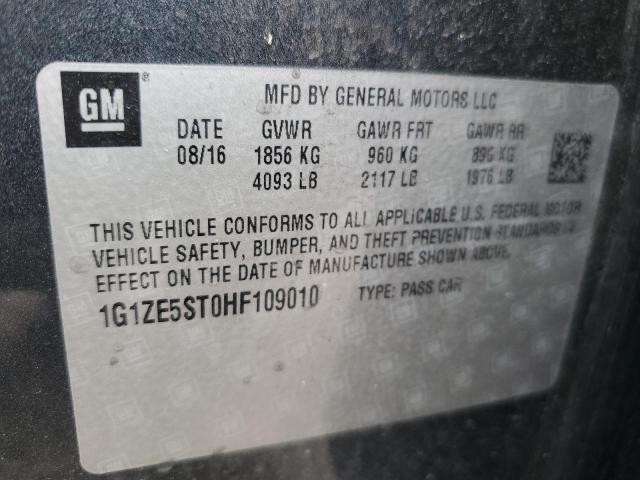 GM ®
MFD BY GENERAL MOTORS LLC
DATE GVWR GAWR FRT GAWR RR
08/16 1856 KG 960 KG 896 KG
4093 LB 2117 LB 1976 LB
THIS VEHICLE CONFORMS TO ALL APPLICABLE U.S. FEDERAL MOTOR
VEHICLE SAFETY, BUMPER, AND THEFT PREVENTION STANDARDS IN
EFFECT ON THE DATE OF MANUFACTURE SHOWN ABOVE.
1G1ZE5ST0HF109010 TYPE: PASS CAR